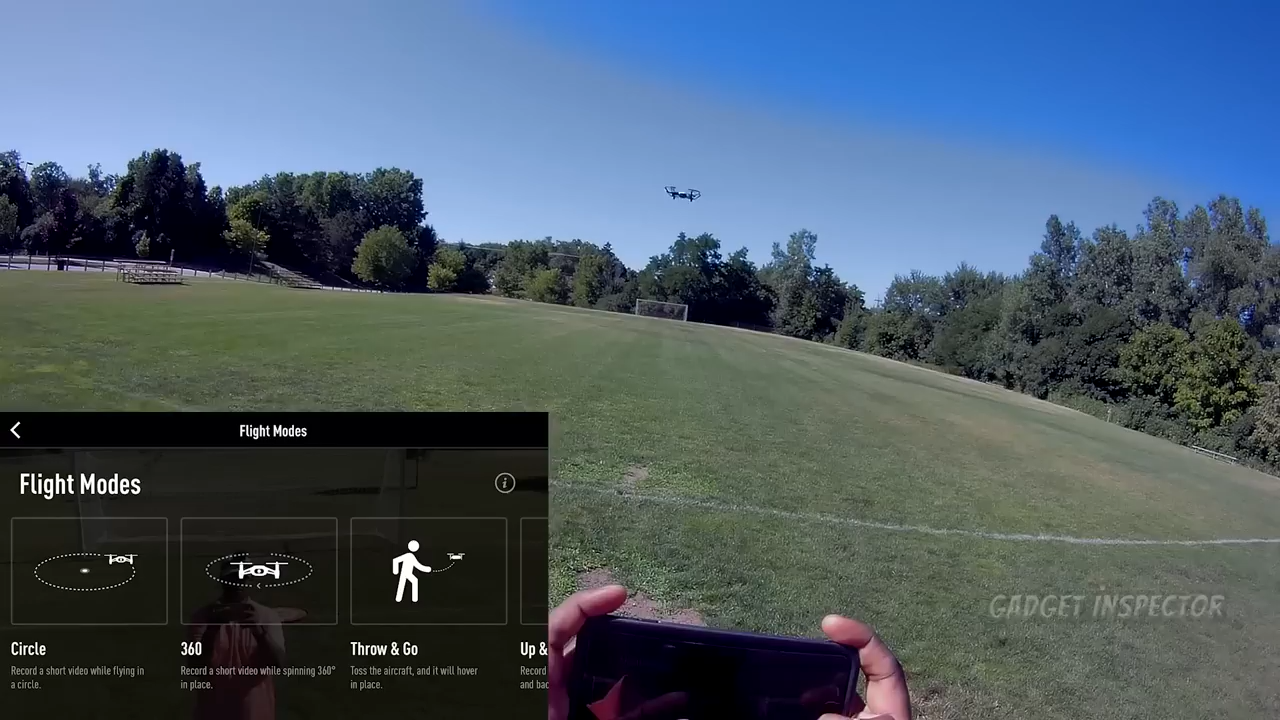 Flight Modes
Flight Modes
Circle
Record a short video while flying in
a circle.
360
Record a short video while spinning 360°
in place.
Throw & Go
Toss the aircraft, and it will hover
in place.
Up &
Record
and bac
GADGET INSPECTOR